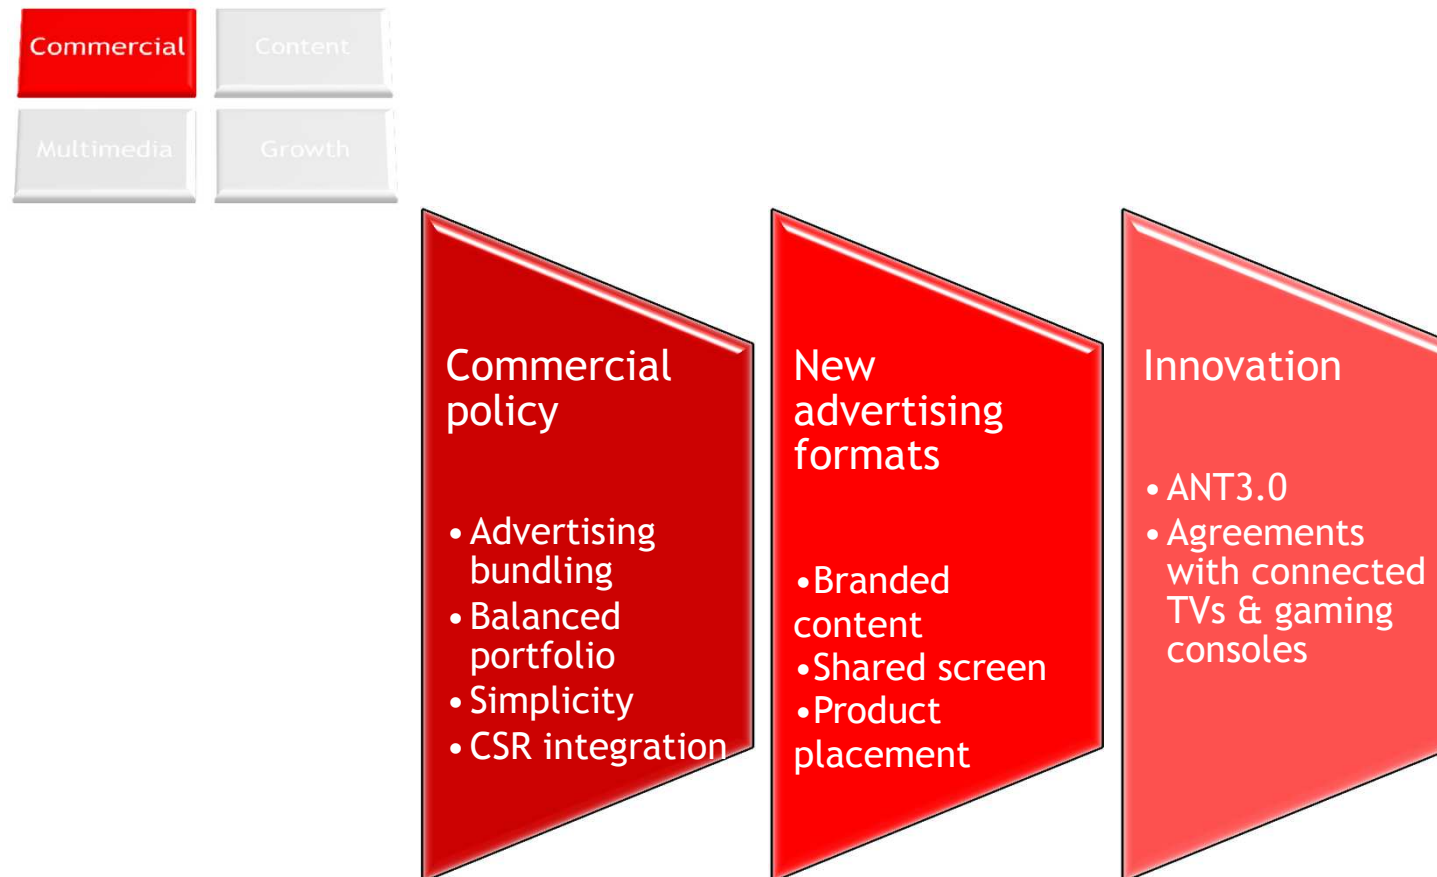 Commercial
Content
Multimedia
Growth
Commercial
policy
• Advertising
bundling
• Balanced
portfolio
• Simplicity
• CSR integration
New
advertising
formats
•Branded
content
•Shared screen
•Product
placement
Innovation
• ANT3.0
• Agreements
with connected
TVs & gaming
consoles